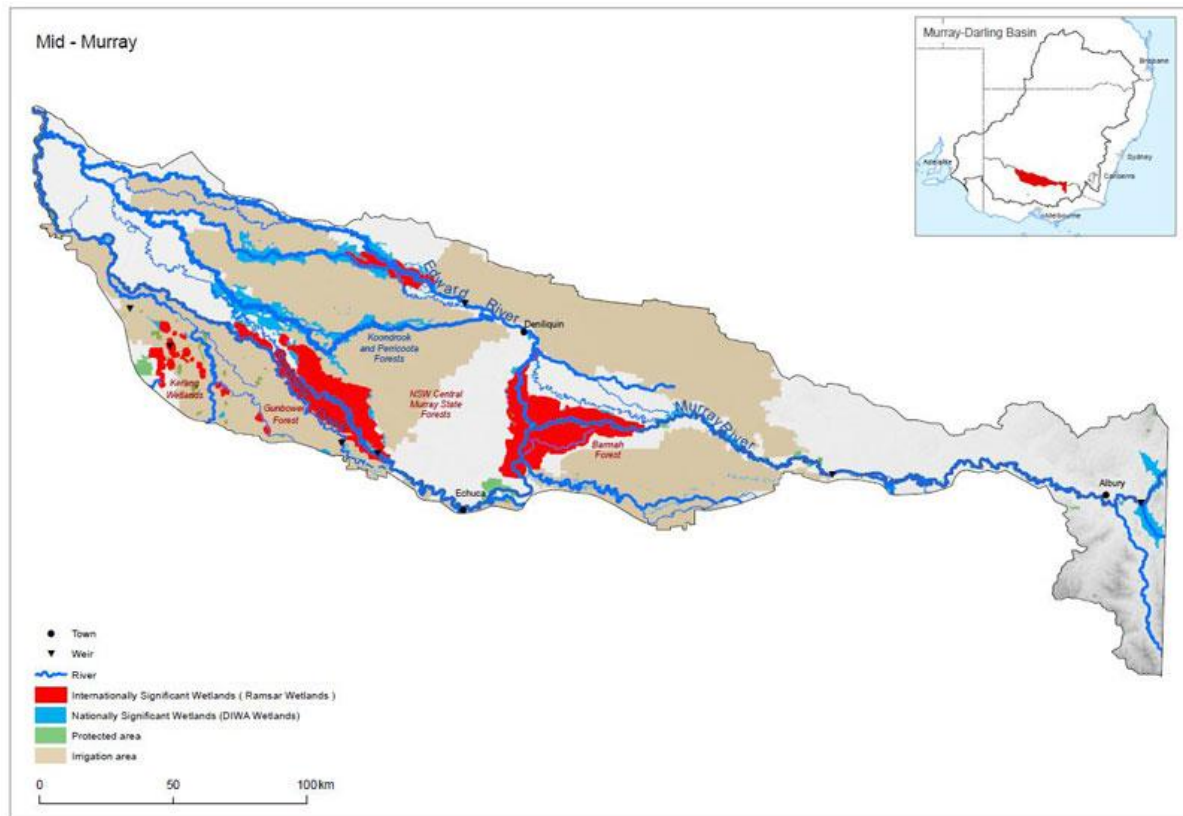 Mid - Murray
Murray-Darling Basin
Brisbane
Adelaide
Sydney
Canberra
Melbourne
Edward River
Deniliquin
Koondrook
and Perricoota
Forests
NSW Central
Murray State
Forests
Kerang
Wetlands
Gunbower
Forest
Murray River
Barmah
Forest
Echuca
Albury
Town
Weir
River
Internationally Significant Wetlands ( Ramsar Wetlands )
Nationally Significant Wetlands (DIWA Wetlands)
Protected area
Irrigation area
0 50 100km